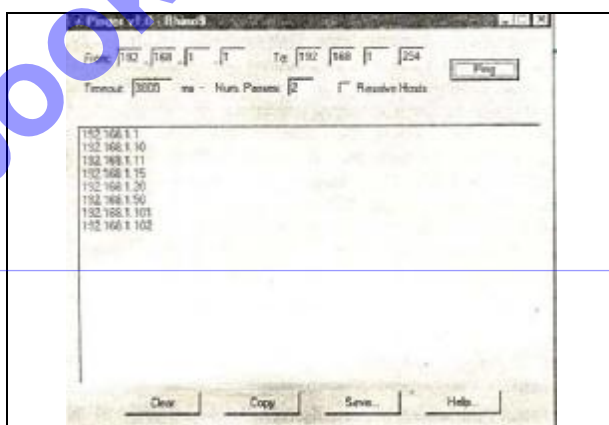 Pinger v1.0 - Rhino9
From: 192 .168 .1 .1 To: 192 168 1 254
Ping
Timeout 3000 ms - Num Passes: 2 Resolve Hosts
192.168.1.1
192.168.1.10
192.168.1.11
192.168.1.15
192.168.1.20
192.168.1.50
192.168.1.101
192.168.1.102
Clear Copy Save... Help...
ook